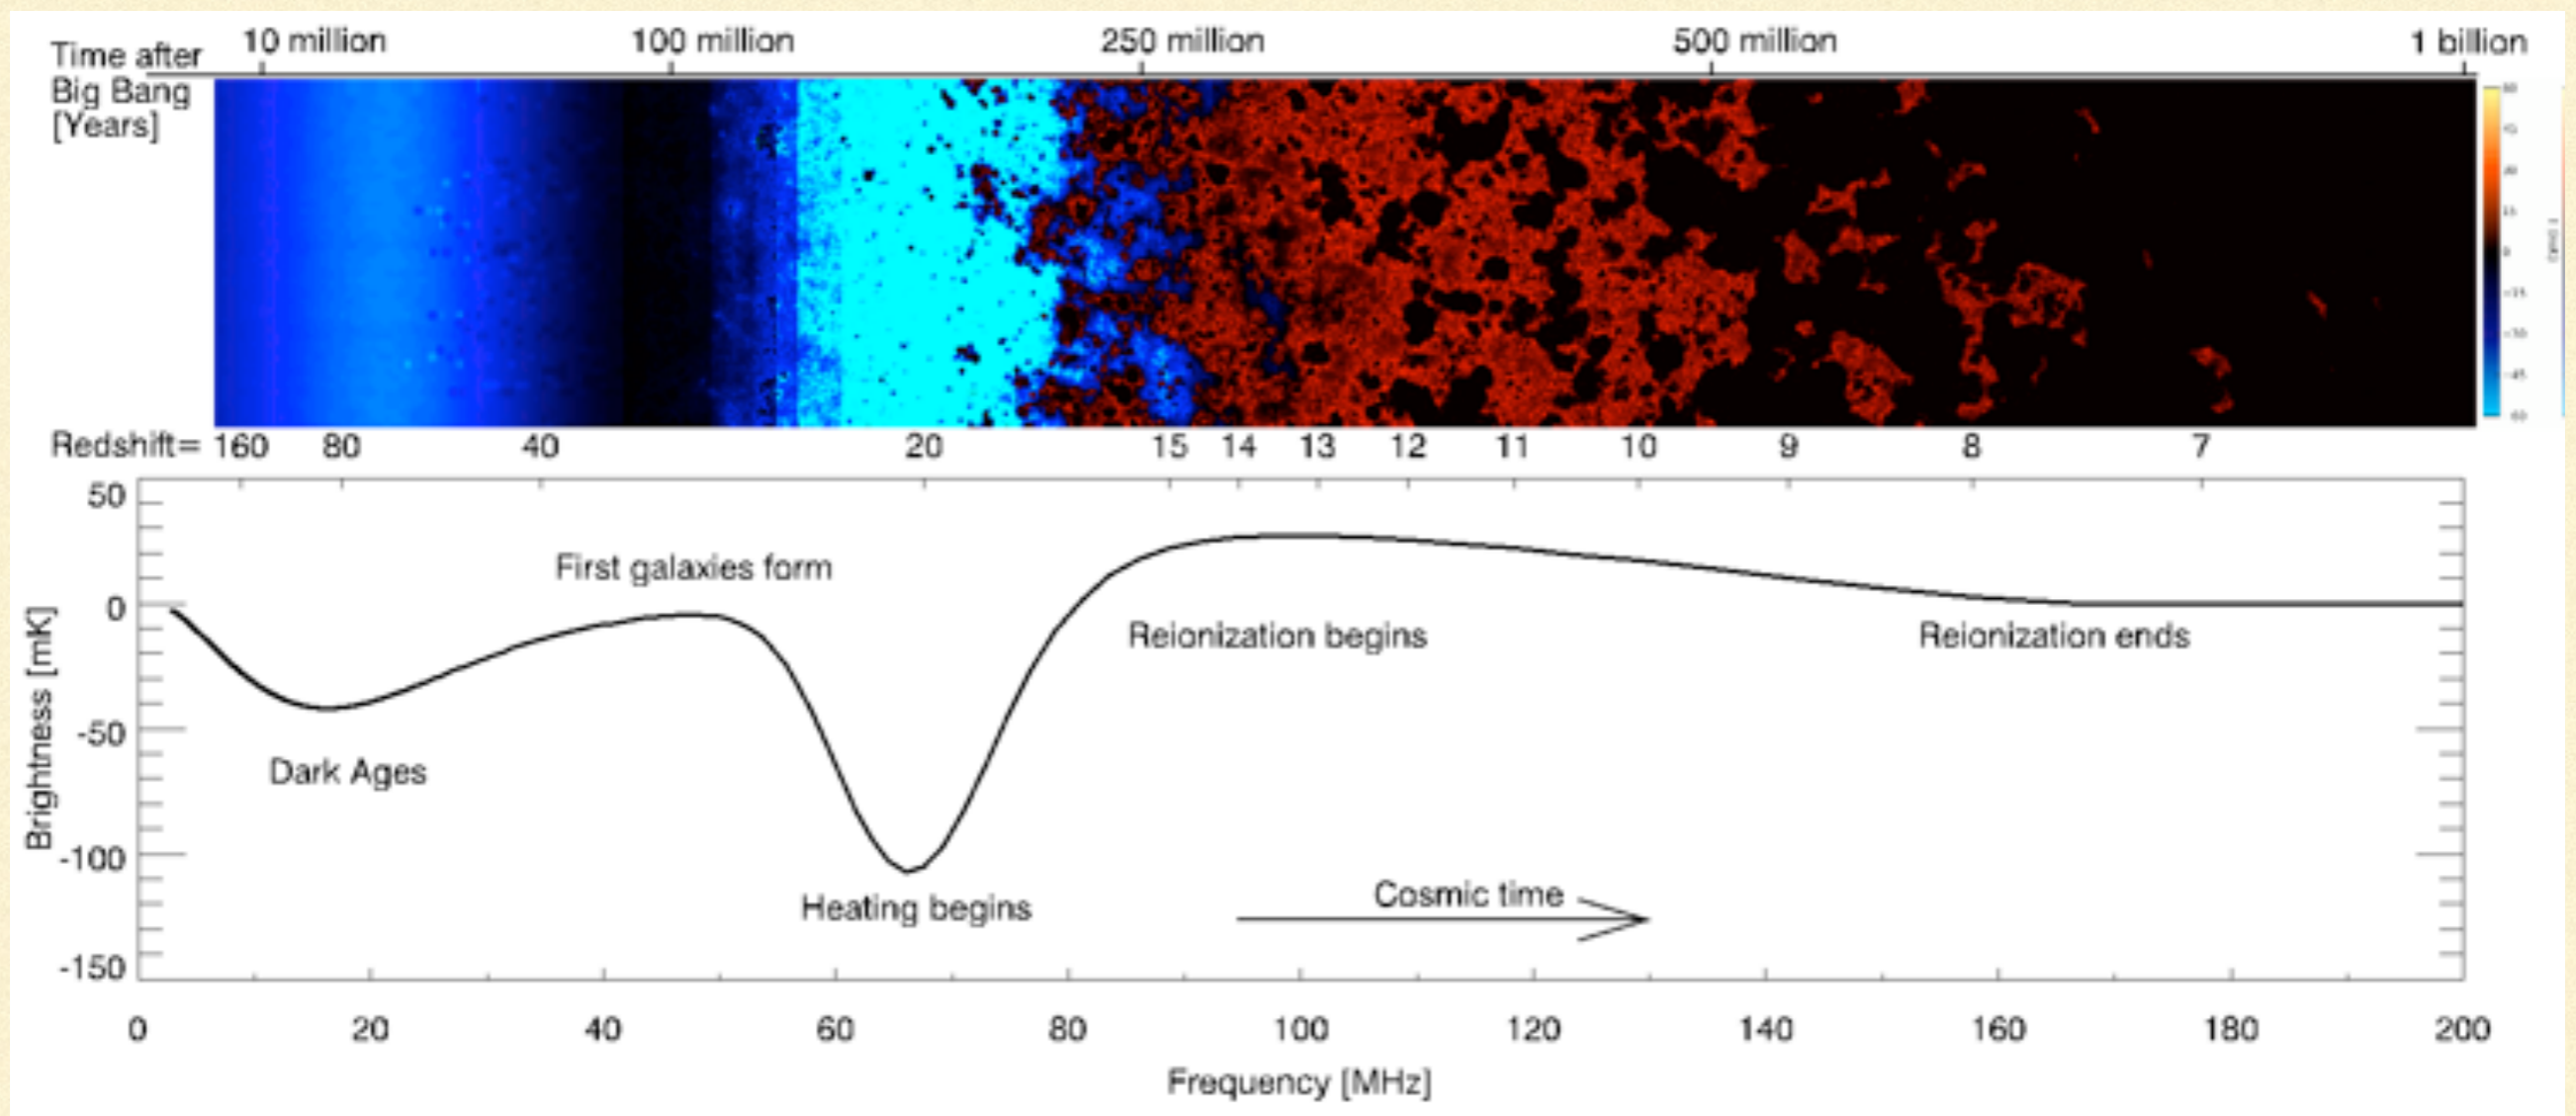 10 million 100 million 250 million 500 million 1 billion
Time after
Big Bang
[Years]
Redshift= 160 80 40 20 15 14 13 12 11 10 9 8 7
50
0
-50
-100
-150
Brightness [mK]
First galaxies form
Reionization begins
Reionization ends
Dark Ages
Heating begins
Cosmic time
0 20 40 60 80 100 120 140 160 180 200
Frequency [MHz]